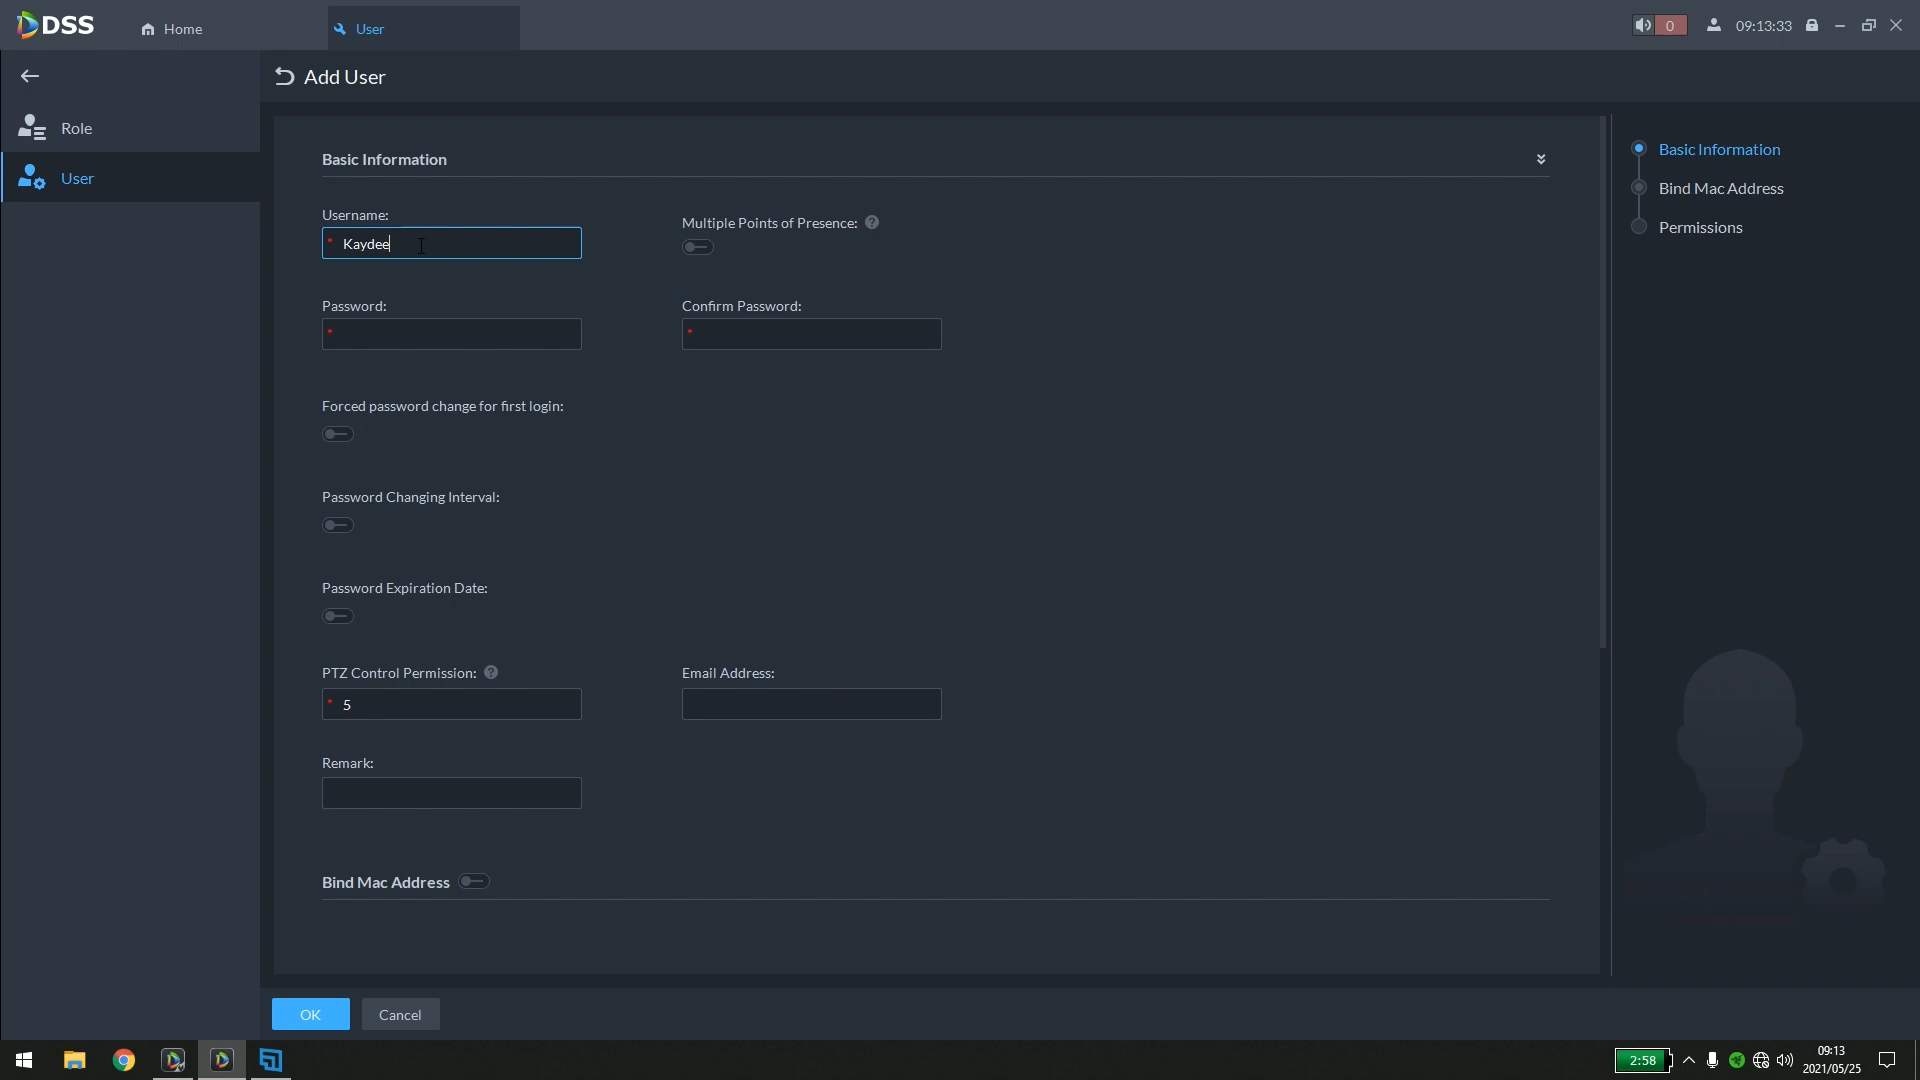 DSS
Home
User
0
09:13:33
Add User
Role
User
Basic Information
Username:
* Kaydee
Multiple Points of Presence: ?
Password:
*
Confirm Password:
*
Forced password change for first login:
Password Changing Interval:
Password Expiration Date:
PTZ Control Permission: ?
* 5
Email Address:
Remark:
Bind Mac Address
OK
Cancel
Basic Information
Bind Mac Address
Permissions
2:58
09:13
2021/05/25